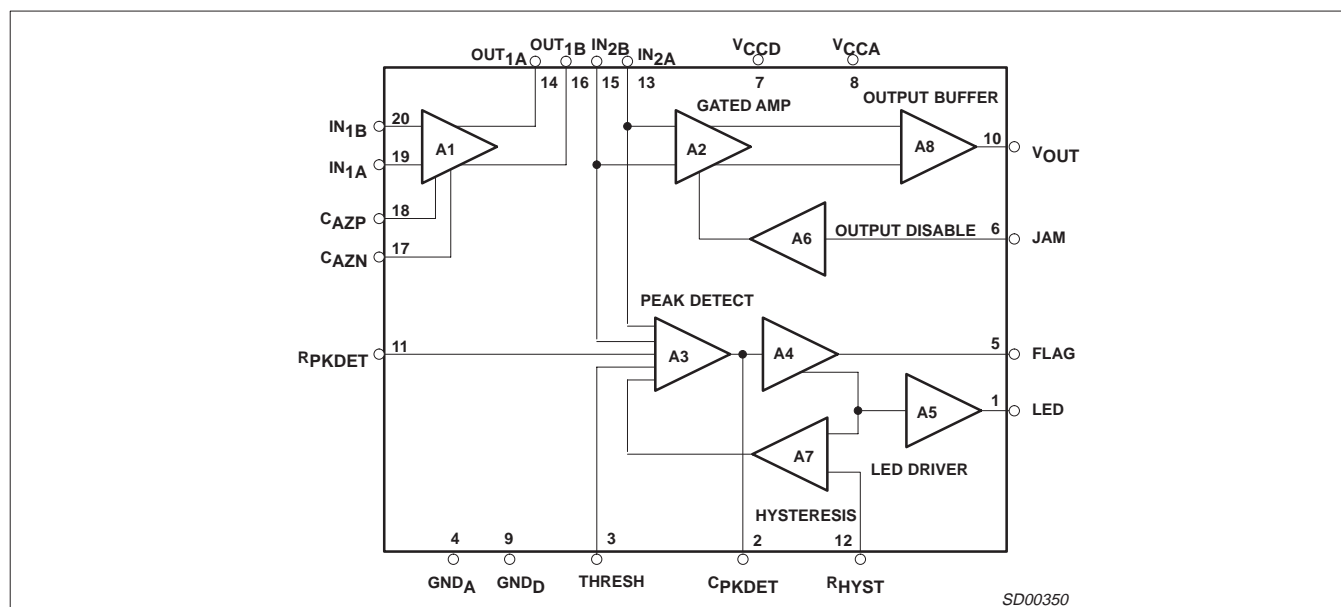 OUT1A OUT1B IN2B IN2A VCCD VCCA
14 16 15 13 7 8
GATED AMP OUTPUT BUFFER
IN1B 20
A1 A2 A8 10 VOUT
IN1A 19
CAZP 18
A6 OUTPUT DISABLE 6 JAM
CAZN 17
PEAK DETECT
RPKDET 11 A3 A4 5 FLAG
A5 1 LED
A7 LED DRIVER
HYSTERESIS
4 9 3 2 12
GNDA GNDD THRESH CPKDET RHYST
SD00350